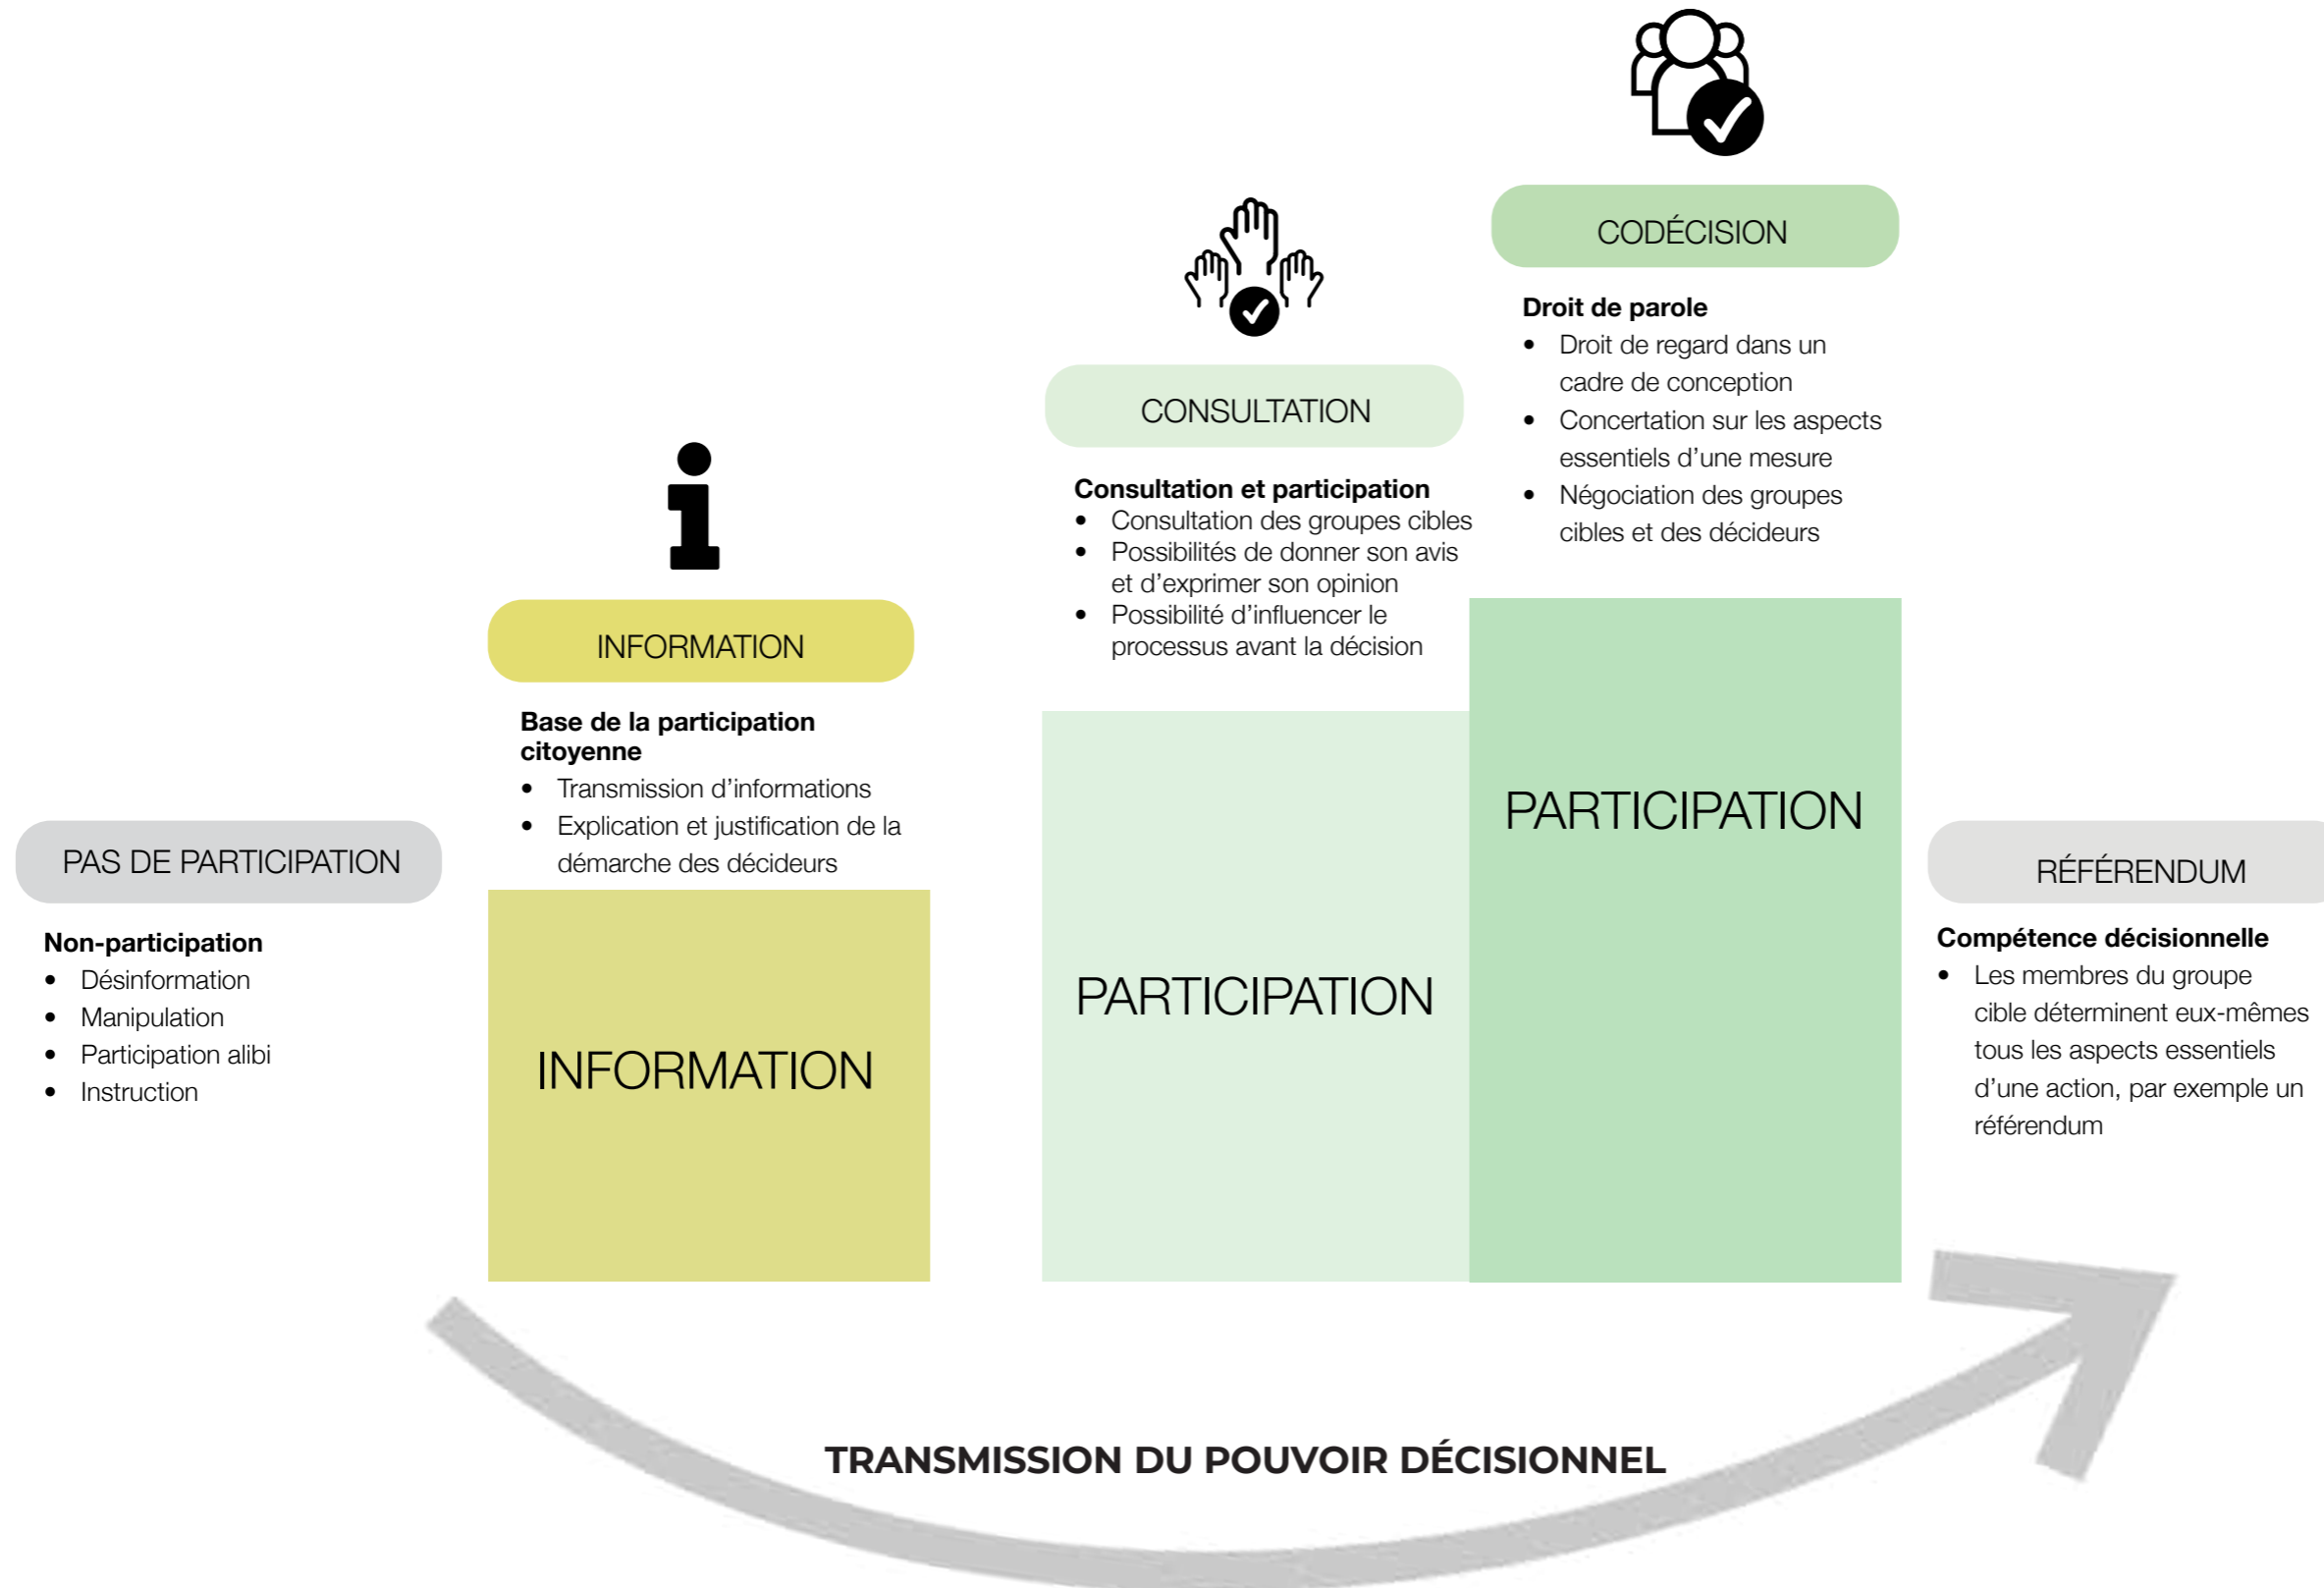 PAS DE PARTICIPATION
Non-participation
• Désinformation
• Manipulation
• Participation alibi
• Instruction
INFORMATION
Base de la participation
citoyenne
• Transmission d’informations
• Explication et justification de la
démarche des décideurs
INFORMATION
CONSULTATION
Consultation et participation
• Consultation des groupes cibles
• Possibilités de donner son avis
et d’exprimer son opinion
• Possibilité d’influencer le
processus avant la décision
PARTICIPATION
CODÉCISION
Droit de parole
• Droit de regard dans un
cadre de conception
• Concertation sur les aspects
essentiels d’une mesure
• Négociation des groupes
cibles et des décideurs
PARTICIPATION
RÉFÉRENDUM
Compétence décisionnelle
• Les membres du groupe
cible déterminent eux-mêmes
tous les aspects essentiels
d’une action, par exemple un
référendum
TRANSMISSION DU POUVOIR DÉCISIONNEL